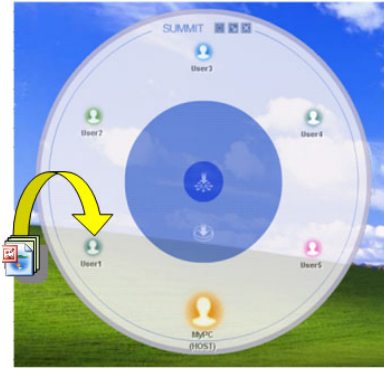 SUMMIT
User3
User2
User4
User1
User5
MyPC
(HOST)